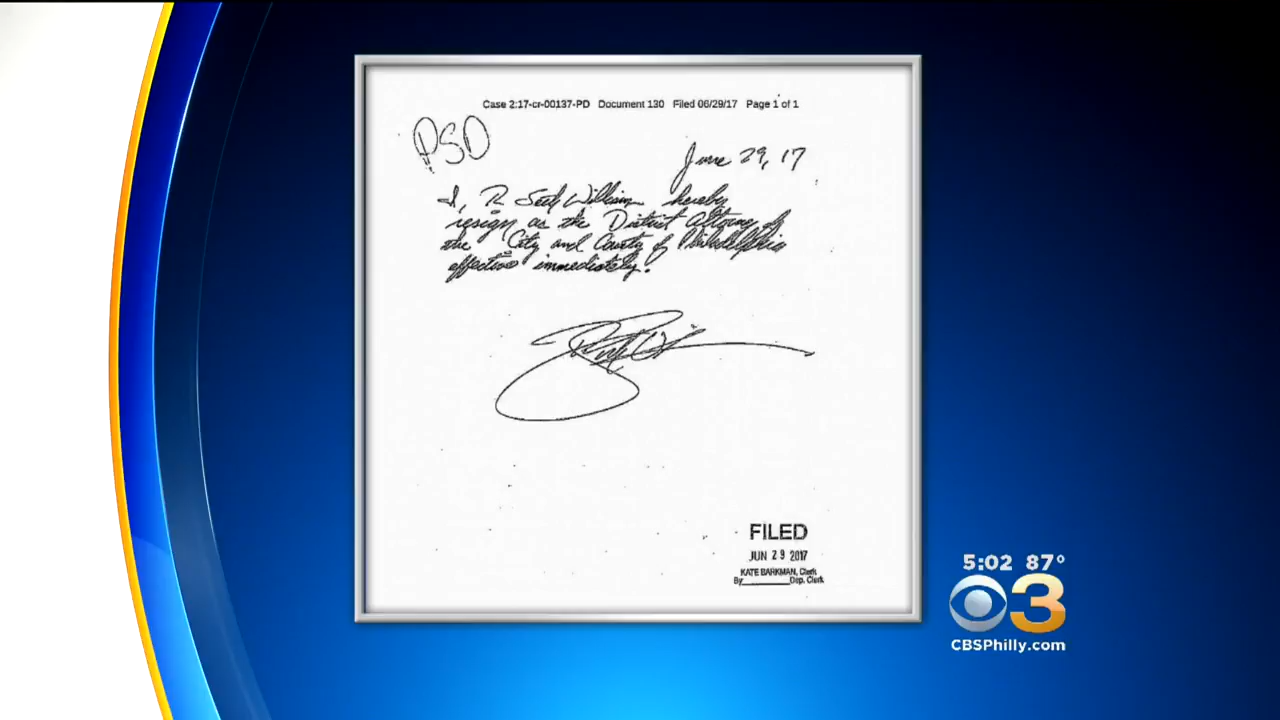 Case 2:17-cr-00137-PD Document 130 Filed 06/29/17 Page 1 of 1
PSD
June 29, 17
I, R Seth Williams hereby
resign as the District Attorney of
the City and County of Philadelphia
effective immediately.
FILED
JUN 29 2017
KATE BARKMAN, Clerk
By Dep. Clerk
5:02 87°
3
CBSPhilly.com